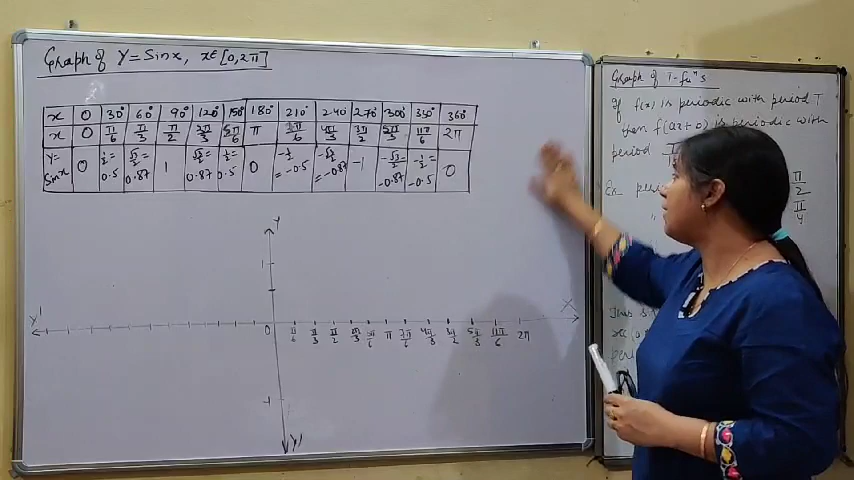 Graph of Y = Sinx, x∈[0,2π]
x 0 30° 60° 90° 120° 150° 180° 210° 240° 270° 300° 330° 360°
x 0 π/6 π/3 π/2 2π/3 5π/6 π 7π/6 4π/3 3π/2 5π/3 11π/6 2π
Y= Sinx 0 1/2 = 0.5 √3/2 = 0.87 1 √3/2 = 0.87 1/2 = 0.5 0 -1/2 = -0.5 -√3/2 = -0.87 -1 -√3/2 = -0.87 -1/2 = -0.5 0
Y
1
Y' X
0 π/6 π/3 π/2 2π/3 5π/6 π 7π/6 4π/3 3π/2 5π/3 11π/6 2π
-1
Y'
Graph of T-fuⁿs
If f(x) is periodic with period T
then f(ax+b) is periodic with
period
Ex peri
π/2
π/4